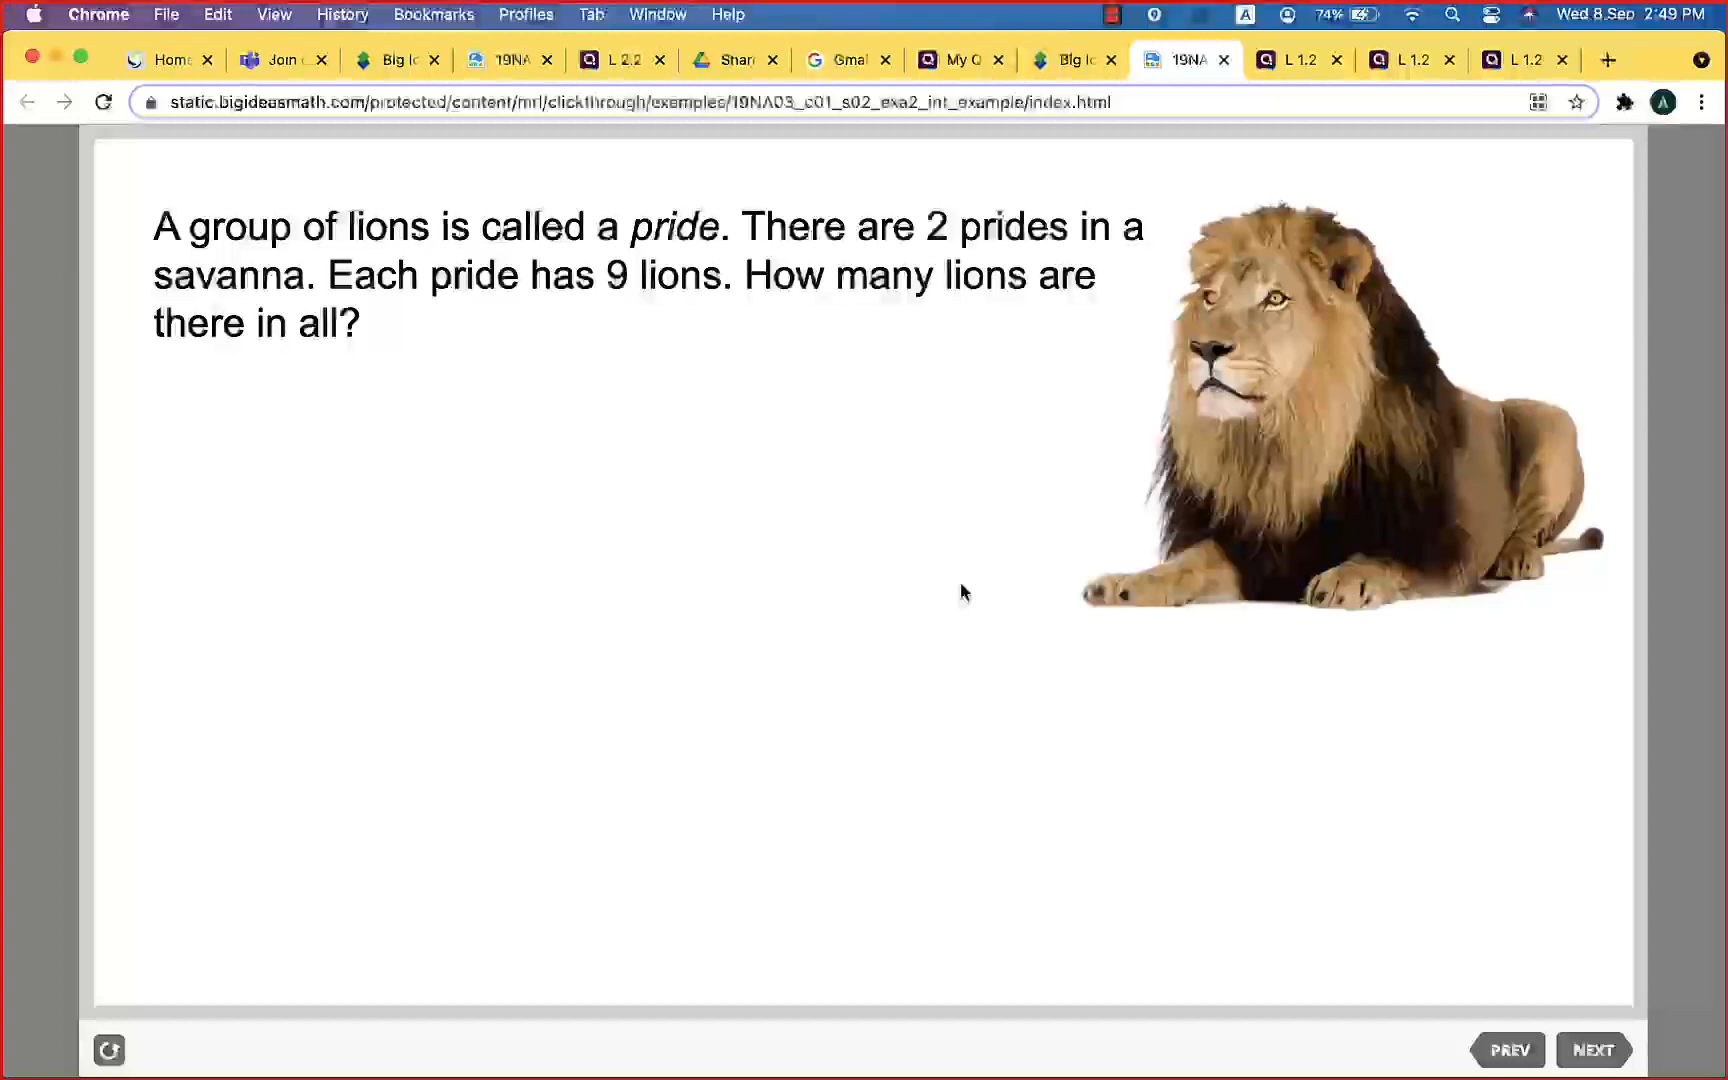 Chrome File Edit View History Bookmarks Profiles Tab Window Help A 74% Wed 8 Sep 2:49 PM
Home Join Big Ic 19NA L 2.2 Shar Gmai My Q Big Ic 19NA L 1.2 L 1.2 L 1.2
static.bigideasmath.com/protected/content/mrl/clickthrough/examples/19NA03_c01_s02_exa2_int_example/index.html A
A group of lions is called a pride. There are 2 prides in a
savanna. Each pride has 9 lions. How many lions are
there in all?
PREV NEXT